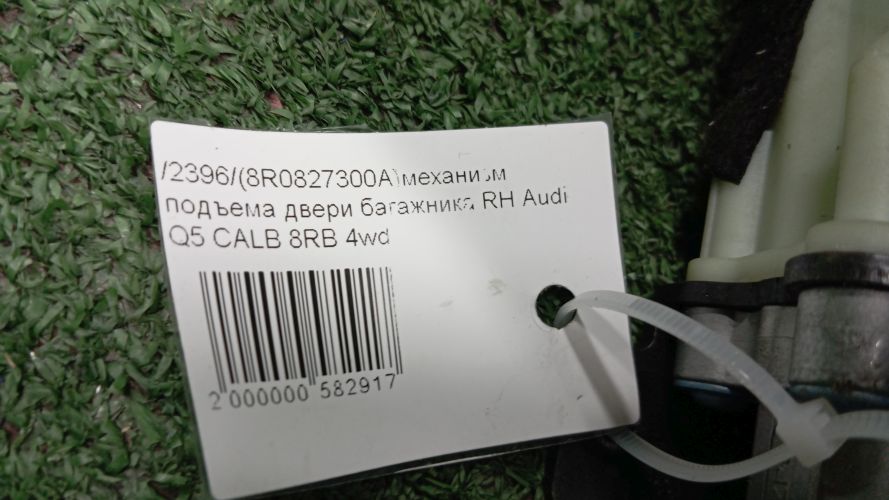 /2396/(8R0827300A)механизм
подъема двери багажника RH Audi
Q5 CALB 8RB 4wd
2 000000 582917